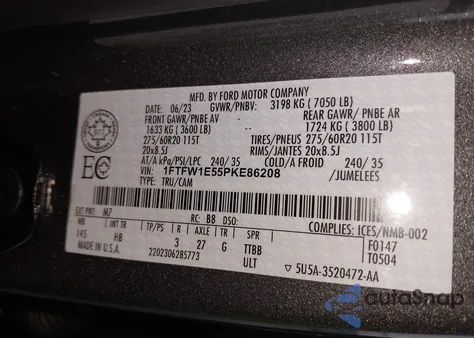 MFD. BY FORD MOTOR COMPANY
DATE: 06/23 GVWR/PNBV: 3198 KG ( 7050 LB)
FRONT GAWR/ PNBE AV REAR GAWR/ PNBE AR
1633 KG ( 3600 LB) 1724 KG ( 3800 LB)
275/60R20 115T TIRES/PNEUS 275/60R20 115T
20x8.5J RIMS/JANTES 20x8.5J
AT/A kPa/PSI/LPC 240/ 35 COLD/A FROID 240/ 35
VIN: 1FTFW1E55PKE86208 /JUMELEES
TYPE: TRU/CAM
EC
EXT PNT: M7 RC: BB DSO: COMPLIES: ICES/NMB-002
WB INT TR TP/PS R AXLE TR
145 HB 3 27 G TTBB F0147
MADE IN U.S.A. ULT T0504
2202306285773 ▽ 5U5A-3520472-AA
autoSnap